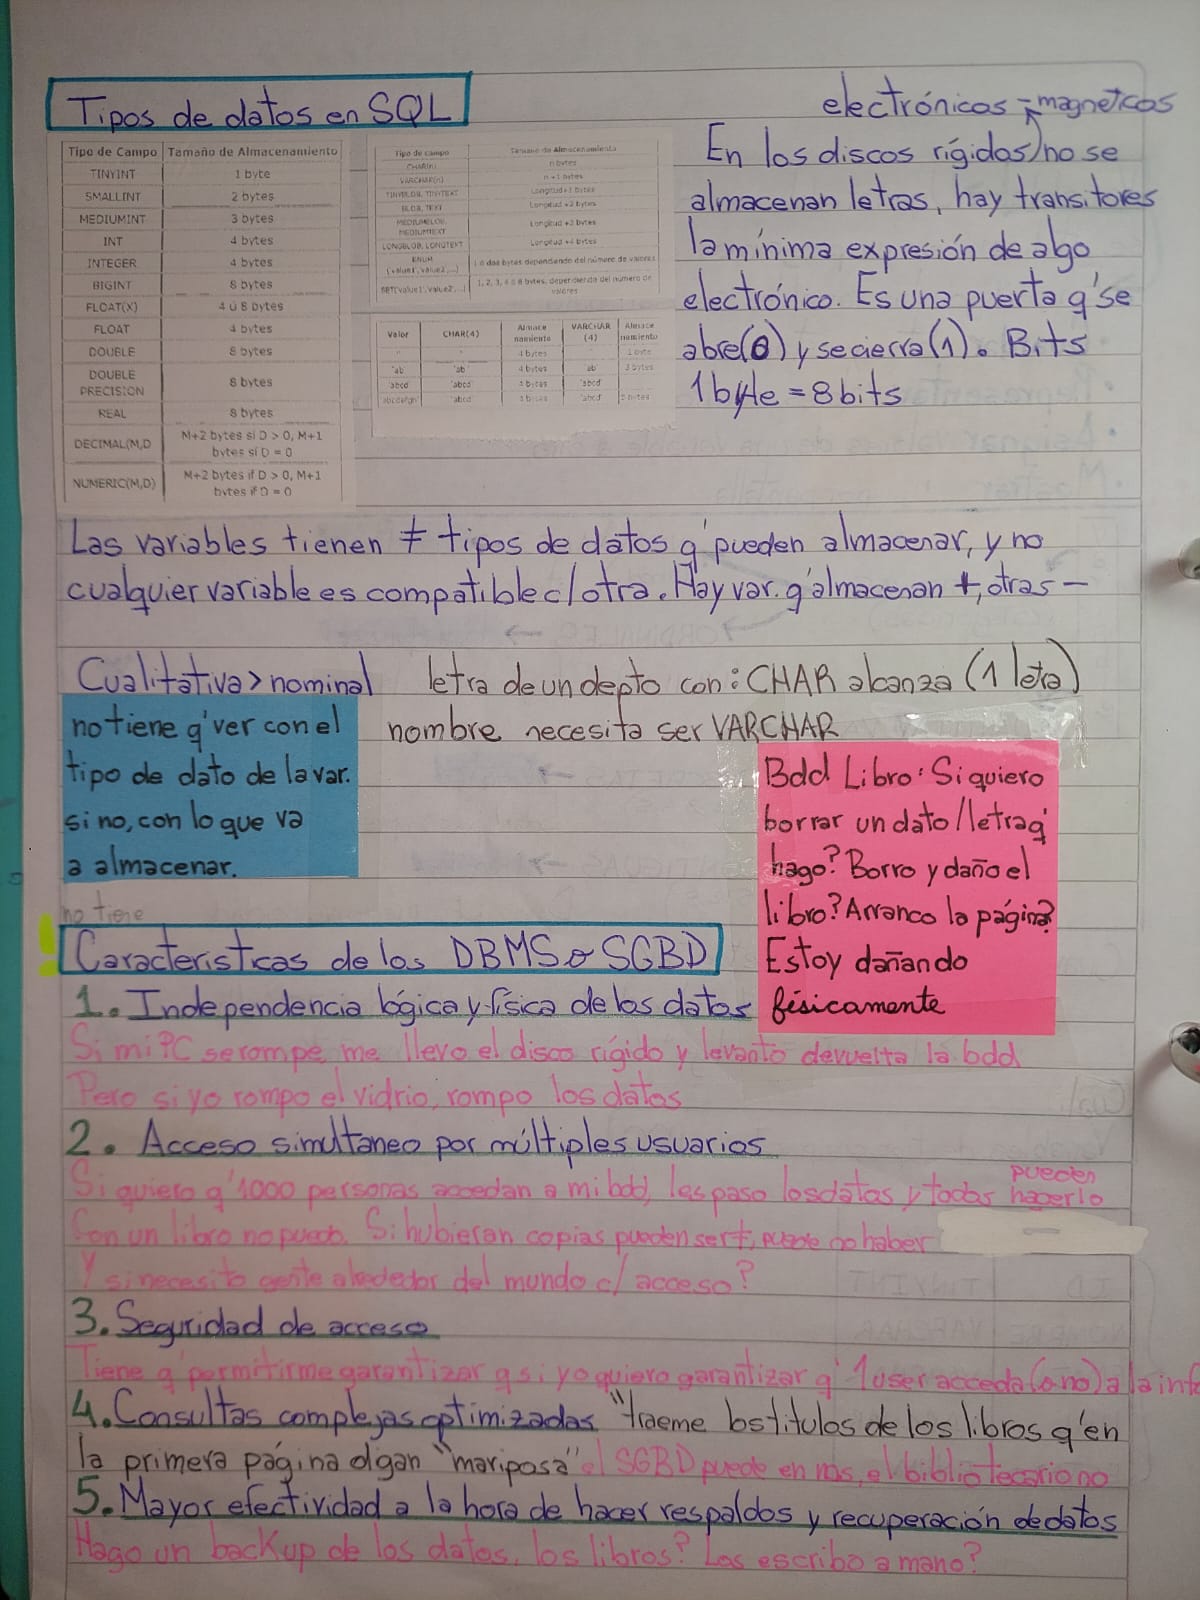 Tipos de datos en SQL
Tipo de Campo Tamaño de Almacenamiento
TINYINT 1 byte
SMALLINT 2 bytes
MEDIUMINT 3 bytes
INT 4 bytes
INTEGER 4 bytes
BIGINT 8 bytes
FLOAT(X) 4 ú 8 bytes
FLOAT 4 bytes
DOUBLE 8 bytes
DOUBLE
PRECISION 8 bytes
REAL 8 bytes
DECIMAL(M,D M+2 bytes sí D > 0, M+1
bytes sí D = 0
NUMERIC(M,D) M+2 bytes if D > 0, M+1
bytes if D = 0
Tipo de campo Tamaño de Almacenamiento
CHAR(n) n bytes
VARCHAR(n) n +1 bytes
TINYBLOB, TINYTEXT Longitud+1 bytes
BLOB, TEXT Longitud +2 bytes
MEDIUMBLOB,
MEDIUMTEXT Longitud +3 bytes
LONGBLOB, LONGTEXT Longitud +4 bytes
ENUM
('value1','value2',...) 1 ó dos bytes dependiendo del número de valores
SET('value1','value2',...) 1, 2, 3, 4 ó 8 bytes, dependiendo del número de
valores
Valor CHAR(4) Almace namiento VARCHAR (4) Almace namiento
'' '' 4 bytes '' 1 byte
'ab' 'ab' 4 bytes 'ab' 3 bytes
'abcd' 'abcd' 4 bytes 'abcd'
'abcdefgh' 'abcd' 4 bytes 'abcd' 5 bytes
electrónicos magneticos
En los discos rígidos no se
almacenan letras, hay transitores
la mínima expresión de algo
electrónico. Es una puerta q' se
abre(0) y se cierra(1). Bits
1 byte = 8 bits
Las variables tienen ≠ tipos de datos q' pueden almacenar, y no
cualquier variable es compatible c/ otra. Hay var. q' almacenan +, otras -
Cualitativa > nominal letra de un depto con: CHAR alcanza (1 letra)
nombre necesita ser VARCHAR
no tiene q' ver con el
tipo de dato de la var.
si no, con lo que va
a almacenar.
Bdd Libro: Si quiero
borrar un dato/letra q'
hago? Borro y daño el
libro? Arranco la página?
Estoy dañando
físicamente
no tiene
! Caracteristicas de los DBMS o SGBD
1. Independencia lógica y física de los datos
Si mi PC se rompe, me llevo el disco rígido y levanto devuelta la bdd
Pero si yo rompo el vidrio, rompo los datos
2. Acceso simultaneo por múltiples usuarios
Si quiero q' 1000 personas accedan a mi bdd, les paso los datos y todas pueden hacerlo
Con un libro no puedo. Si hubieran copias pueden ser +, puede no haber
Y si necesito gente alrededor del mundo c/ acceso?
3. Seguridad de acceso
Tiene q' permitirme garantizar q si yo quiero garantizar q' 1 user acceda (o no) a la info
4. Consultas complejas optimizadas "traeme los titulos de los libros q' en
la primera página digan "mariposa" el SGBD puede en ms, el bibliotecario no
5. Mayor efectividad a la hora de hacer respaldos y recuperación de datos
Hago un backup de los datos, los libros? Los escribo a mano?